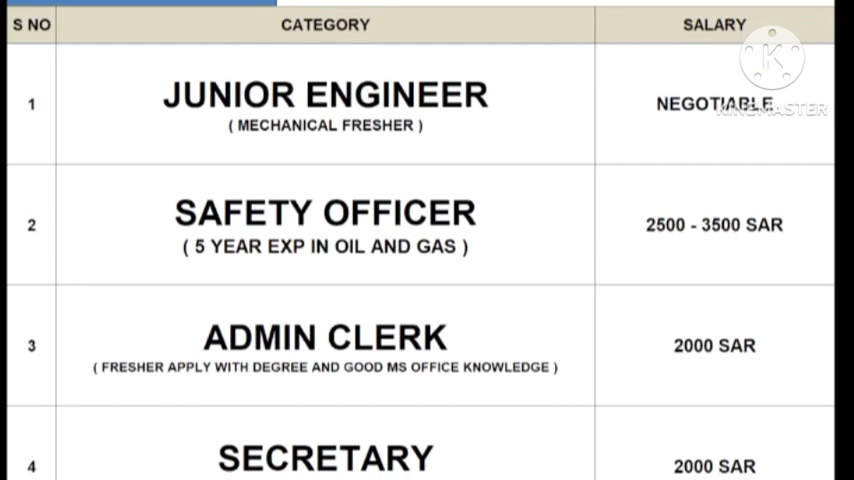 S NO CATEGORY SALARY
1 JUNIOR ENGINEER NEGOTIABLE
( MECHANICAL FRESHER )
2 SAFETY OFFICER 2500 - 3500 SAR
( 5 YEAR EXP IN OIL AND GAS )
3 ADMIN CLERK 2000 SAR
( FRESHER APPLY WITH DEGREE AND GOOD MS OFFICE KNOWLEDGE )
4 SECRETARY 2000 SAR
K
KINEMASTER